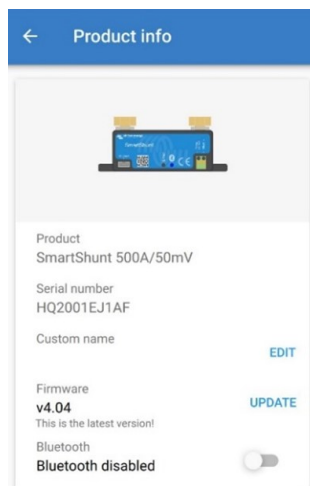 Product info
SmartShunt
Product
SmartShunt 500A/50mV
Serial number
HQ2001EJ1AF
Custom name
EDIT
Firmware
v4.04
UPDATE
This is the latest version!
Bluetooth
Bluetooth disabled